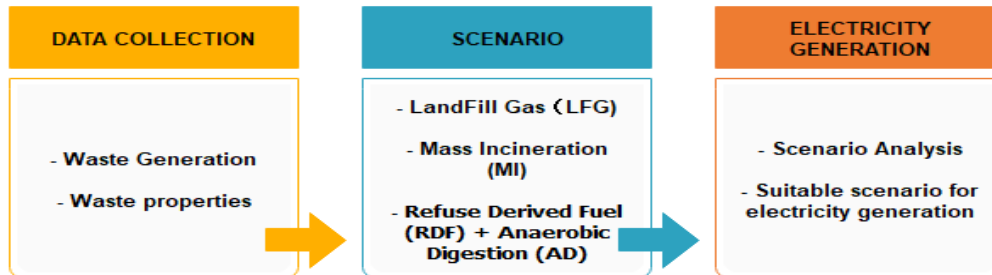 DATA COLLECTION
- Waste Generation
- Waste properties
SCENARIO
- LandFill Gas (LFG)
- Mass Incineration
(MI)
- Refuse Derived Fuel
(RDF) + Anaerobic
Digestion (AD)
ELECTRICITY
GENERATION
- Scenario Analysis
- Suitable scenario for
electricity generation